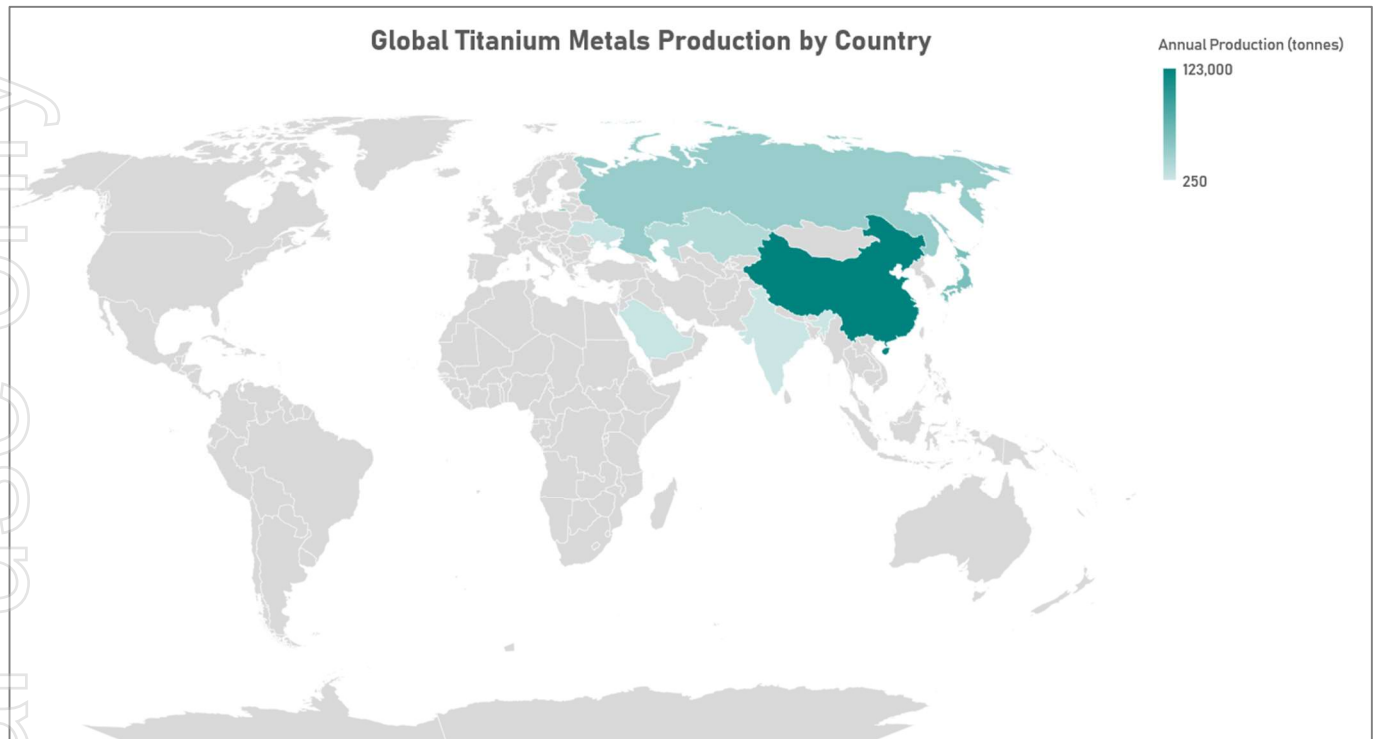 Global Titanium Metals Production by Country
Annual Production (tonnes)
123,000
250